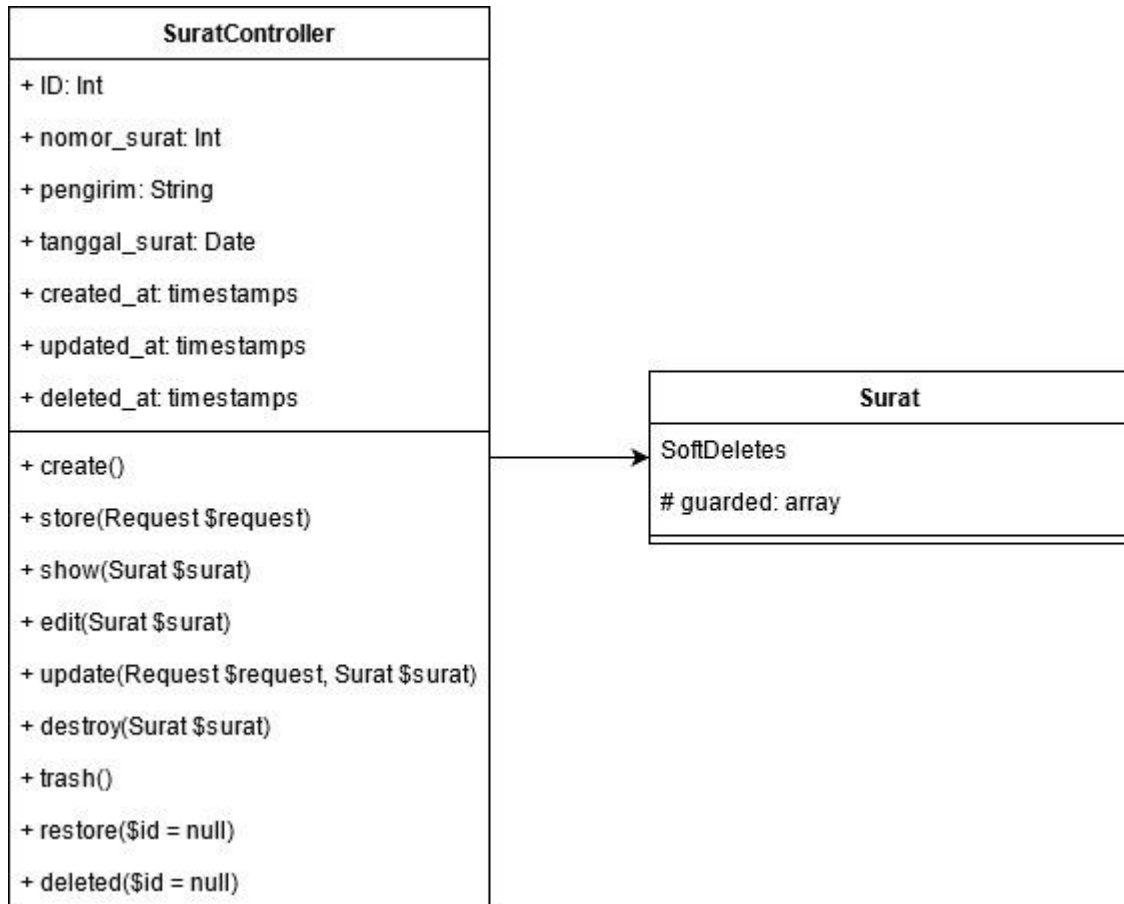 SuratController
+ ID: Int
+ nomor_surat: Int
+ pengirim: String
+ tanggal_surat: Date
+ created_at: timestamps
+ updated_at: timestamps
+ deleted_at: timestamps
+ create()
+ store(Request $request)
+ show(Surat $surat)
+ edit(Surat $surat)
+ update(Request $request, Surat $surat)
+ destroy(Surat $surat)
+ trash()
+ restore($id = null)
+ deleted($id = null)
Surat
SoftDeletes
# guarded: array